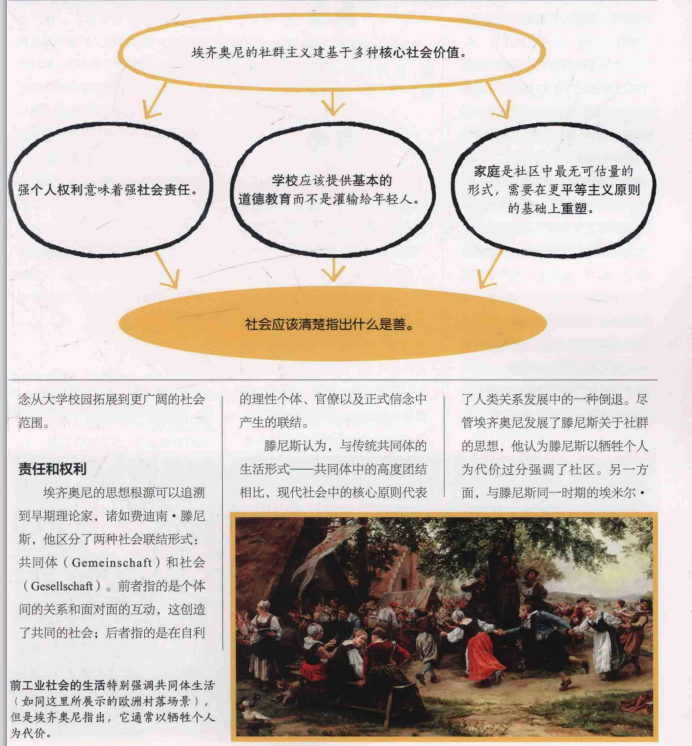 埃齐奥尼的社群主义建基于多种核心社会价值。
强个人权利意味着强社会责任。
学校应该提供基本的
道德教育而不是灌输给年轻人。
家庭是社区中最无可估量的
形式，需要在更平等主义原则
的基础上重塑。
社会应该清楚指出什么是善。
念从大学校园拓展到更广阔的社会
范围。
责任和权利
埃齐奥尼的思想根源可以追溯
到早期理论家，诸如费迪南·滕尼
斯，他区分了两种社会联结形式：
共同体（Gemeinschaft）和社会
（Gesellschaft）。前者指的是个体
间的关系和面对面的互动，这创造
了共同的社会；后者指的是在自利
的理性个体、官僚以及正式信念中
产生的联结。
滕尼斯认为，与传统共同体的
生活形式——共同体中的高度团结
相比，现代社会中的核心原则代表
了人类关系发展中的一种倒退。尽
管埃齐奥尼发展了滕尼斯关于社群
的思想，他认为滕尼斯以牺牲个人
为代价过分强调了社区。另一方
面，与滕尼斯同一时期的埃米尔·
前工业社会的生活特别强调共同体生活
（如同这里所展示的欧洲村落场景），
但是埃齐奥尼指出，它通常以牺牲个人
为代价。